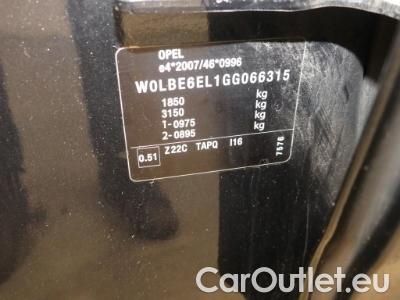 OPEL
e4*2007/46*0996
W0LBE6EL1GG066315
1850 kg
3150 kg
1-0975 kg
2-0895 kg
0.51 Z22C TAPQ I16 7576
CarOutlet.eu